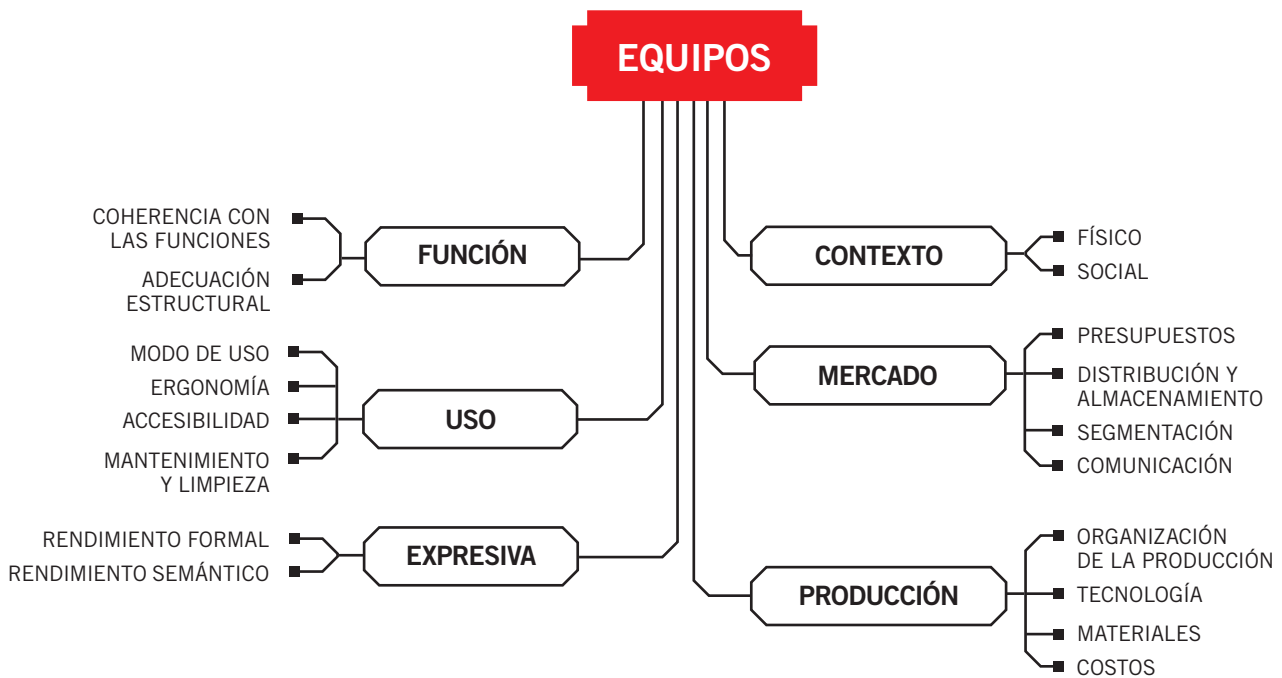 EQUIPOS
COHERENCIA CON
LAS FUNCIONES
ADECUACIÓN
ESTRUCTURAL
FUNCIÓN
MODO DE USO
ERGONOMÍA
ACCESIBILIDAD
MANTENIMIENTO
Y LIMPIEZA
USO
RENDIMIENTO FORMAL
RENDIMIENTO SEMÁNTICO
EXPRESIVA
CONTEXTO
FÍSICO
SOCIAL
MERCADO
PRESUPUESTOS
DISTRIBUCIÓN Y
ALMACENAMIENTO
SEGMENTACIÓN
COMUNICACIÓN
PRODUCCIÓN
ORGANIZACIÓN
DE LA PRODUCCIÓN
TECNOLOGÍA
MATERIALES
COSTOS